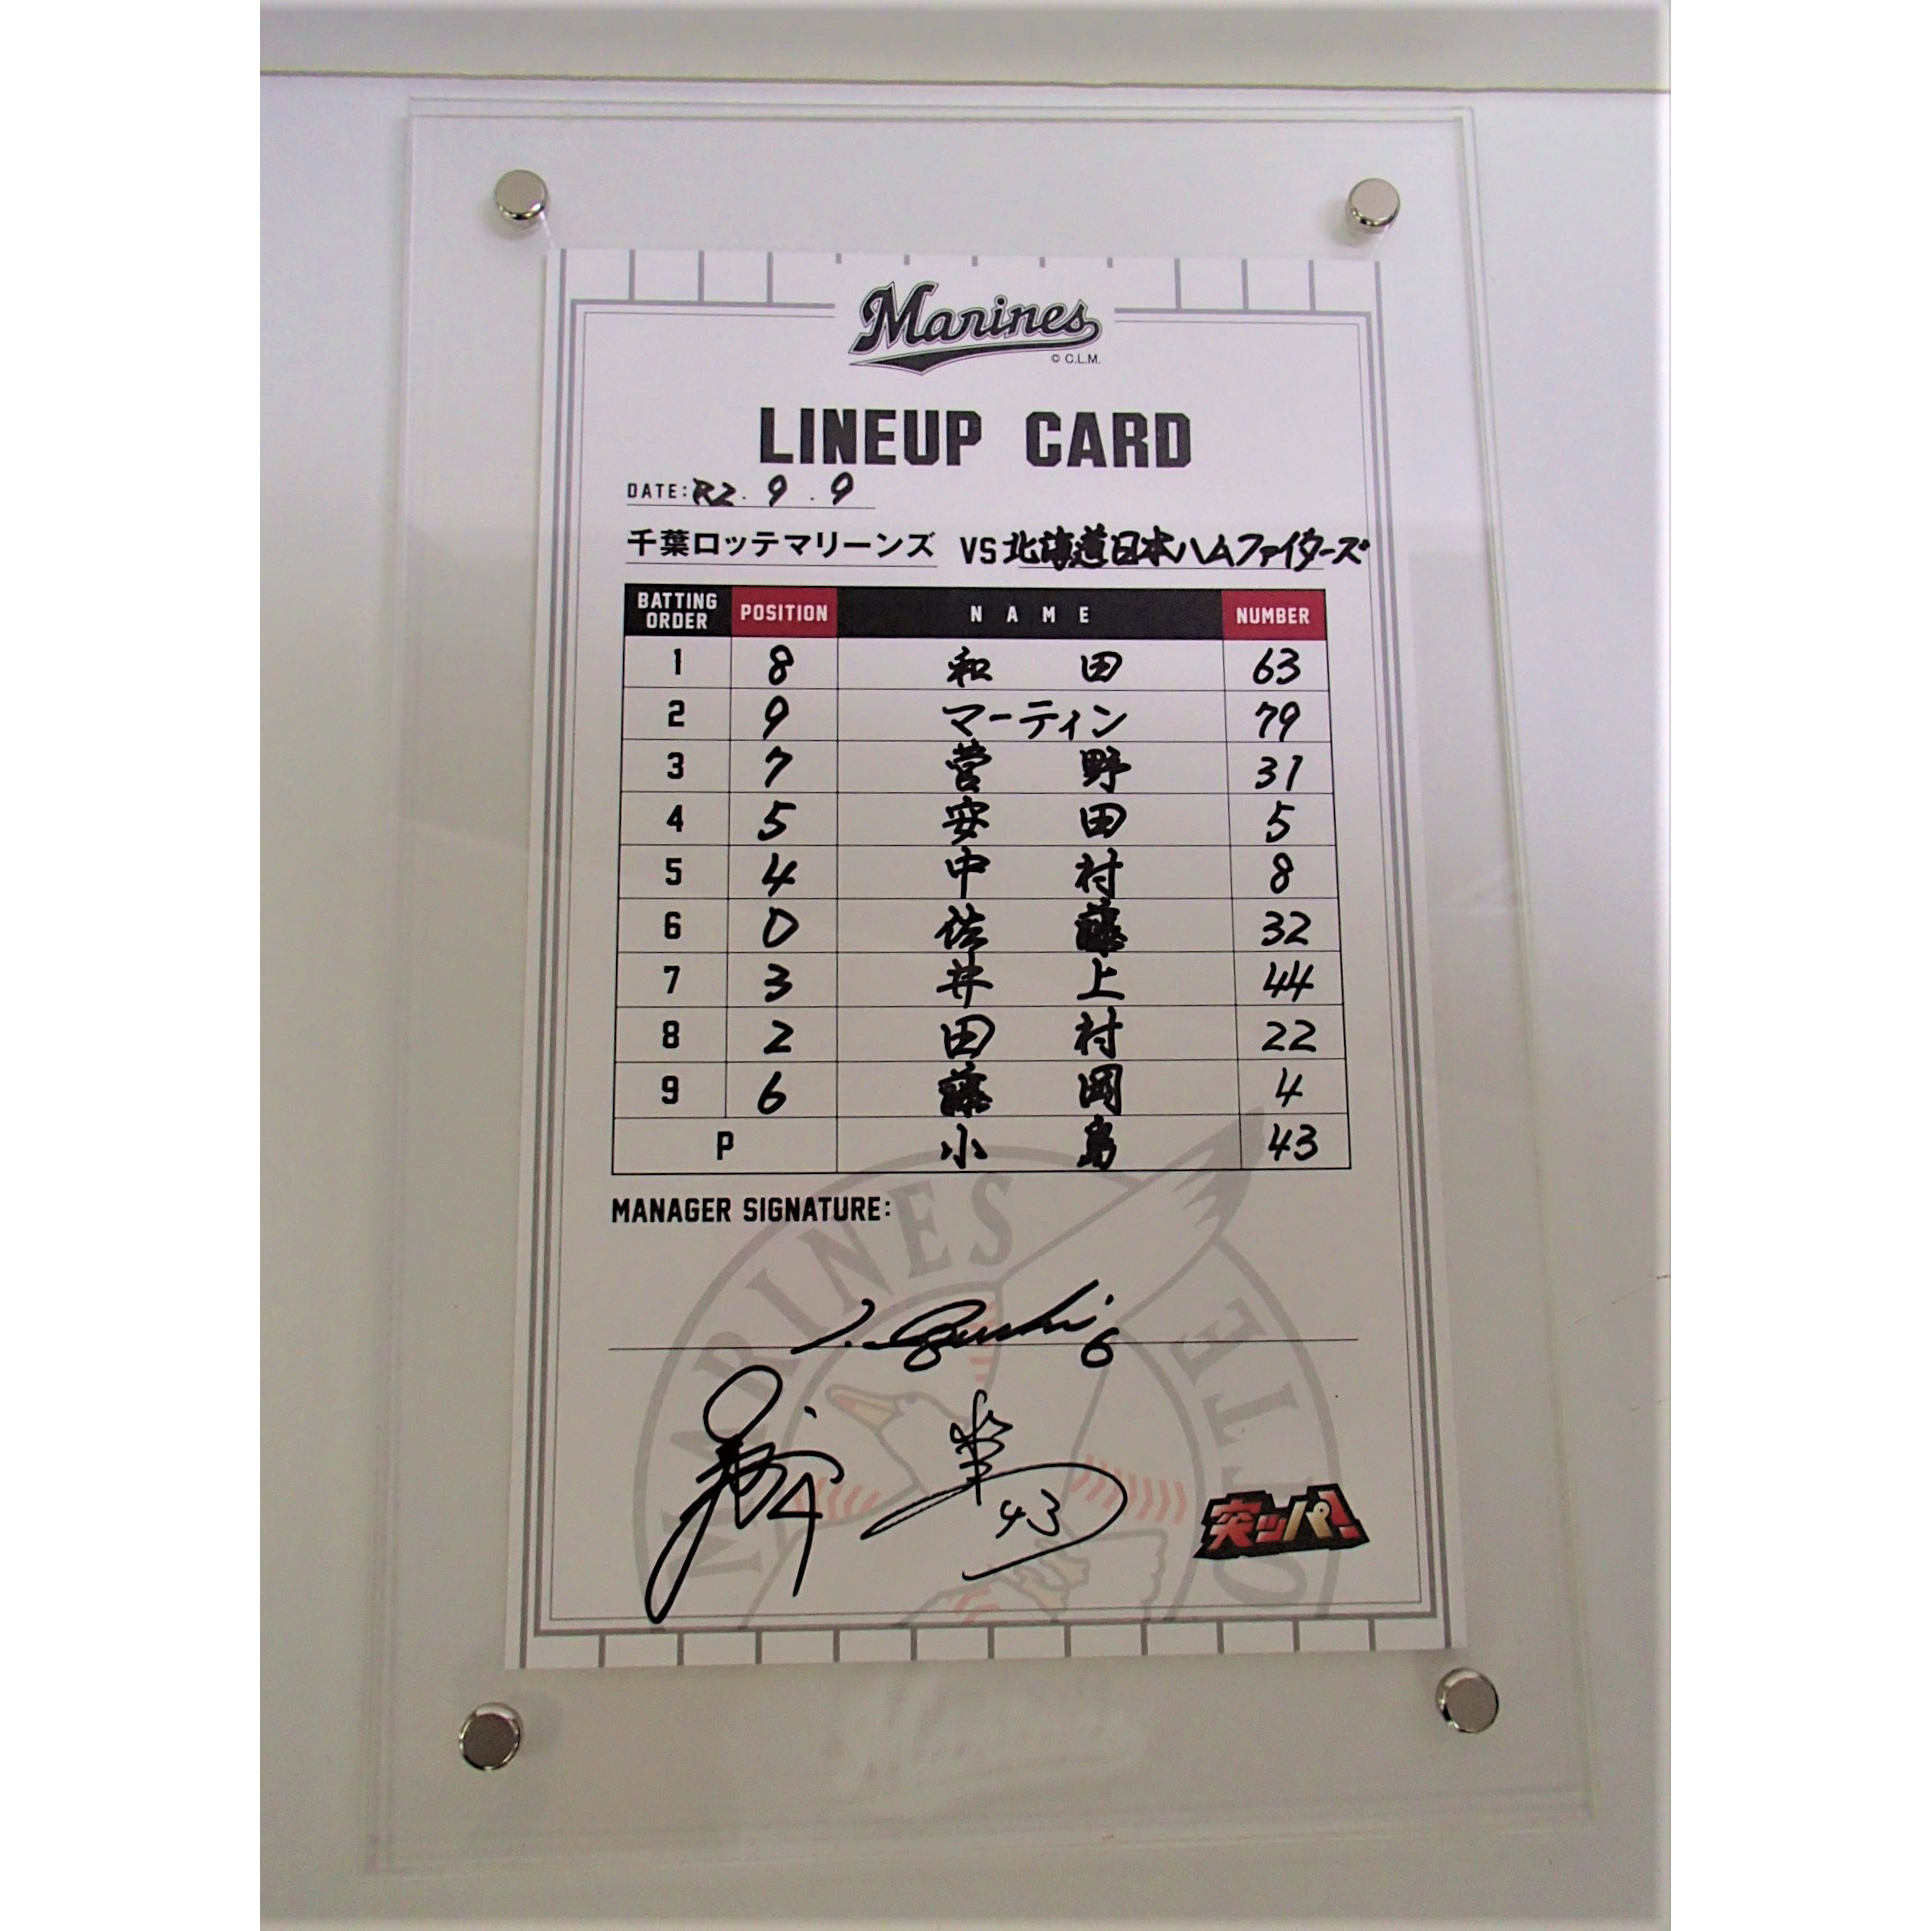 Marines
© C.L.M.
LINEUP CARD
DATE: R2. 9. 9
千葉ロッテマリーンズ VS 北海道日本ハムファイターズ
BATTING ORDER POSITION NAME NUMBER
1 8 和田 63
2 9 マーティン 79
3 7 菅野 31
4 5 安田 5
5 4 中村 8
6 0 佐藤 32
7 3 井上 44
8 2 田村 22
9 6 藤岡 4
P 小島 43
MANAGER SIGNATURE:
6
4
43
突ッパ!
MARINES
Marines